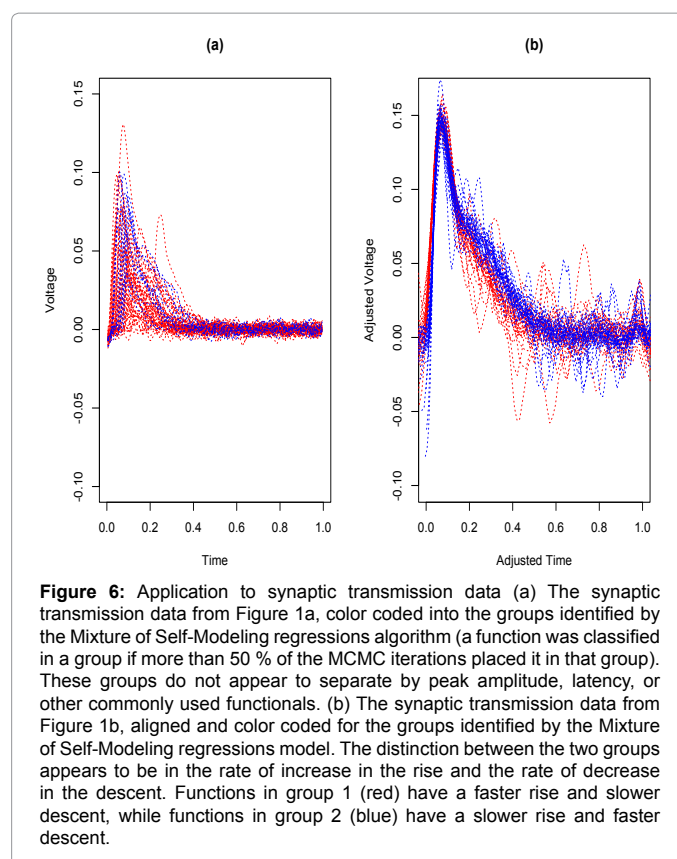 (a)
(b)
0.15
0.10
0.05
0.00
-0.05
-0.10
Voltage
0.0 0.2 0.4 0.6 0.8 1.0
Time
0.15
0.10
0.05
0.00
-0.05
-0.10
Adjusted Voltage
0.0 0.2 0.4 0.6 0.8 1.0
Adjusted Time
Figure 6: Application to synaptic transmission data (a) The synaptic
transmission data from Figure 1a, color coded into the groups identified by
the Mixture of Self-Modeling regressions algorithm (a function was classified
in a group if more than 50 % of the MCMC iterations placed it in that group).
These groups do not appear to separate by peak amplitude, latency, or
other commonly used functionals. (b) The synaptic transmission data from
Figure 1b, aligned and color coded for the groups identified by the Mixture
of Self-Modeling regressions model. The distinction between the two groups
appears to be in the rate of increase in the rise and the rate of decrease
in the descent. Functions in group 1 (red) have a faster rise and slower
descent, while functions in group 2 (blue) have a slower rise and faster
descent.